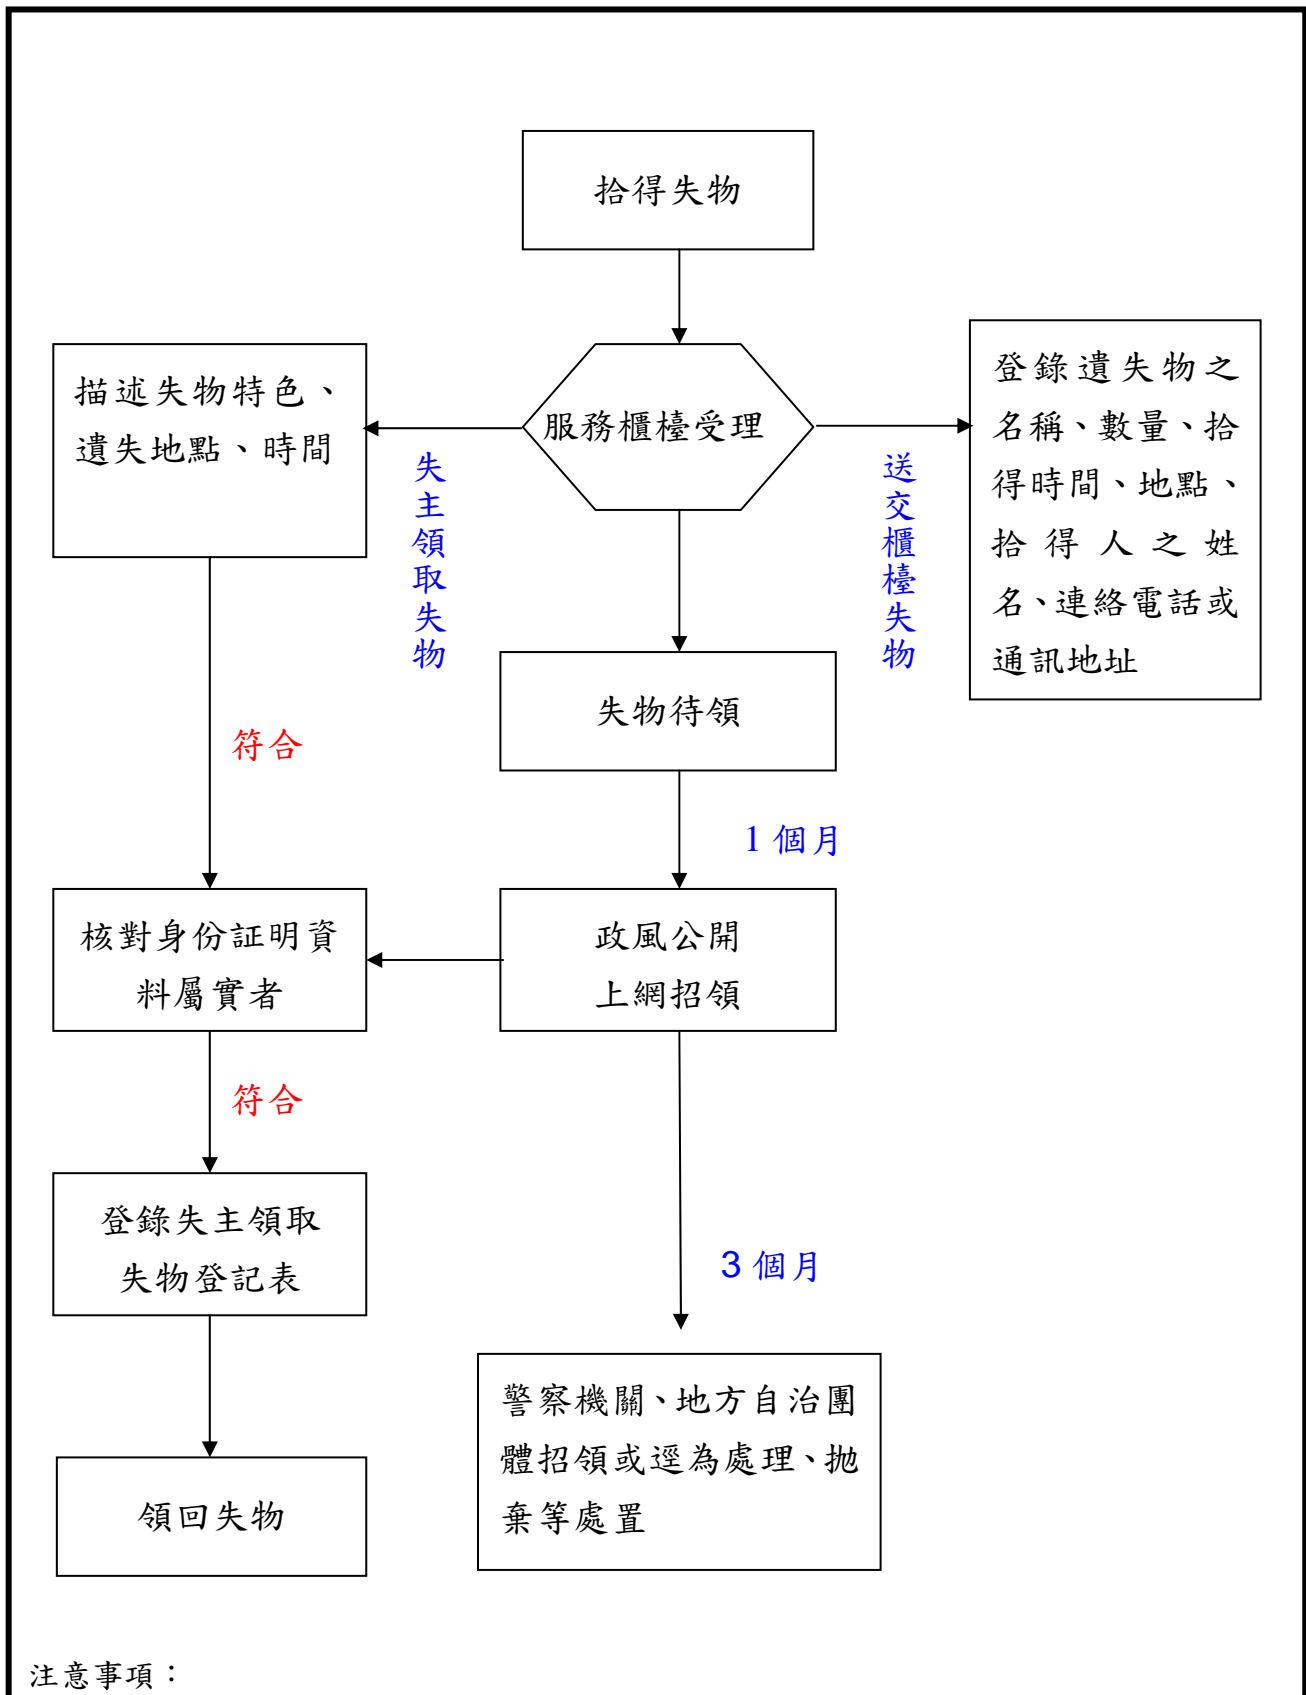 拾得失物
服務櫃檯受理
描述失物特色、
遺失地點、時間
失主領取失物
送交櫃檯失物
登錄遺失物之
名稱、數量、拾
得時間、地點、
拾得人之姓
名、連絡電話或
通訊地址
失物待領
符合
1 個月
核對身份証明資
料屬實者
政風公開
上網招領
符合
登錄失主領取
失物登記表
3 個月
警察機關、地方自治團
體招領或逕為處理、拋
棄等處置
領回失物
注意事項：